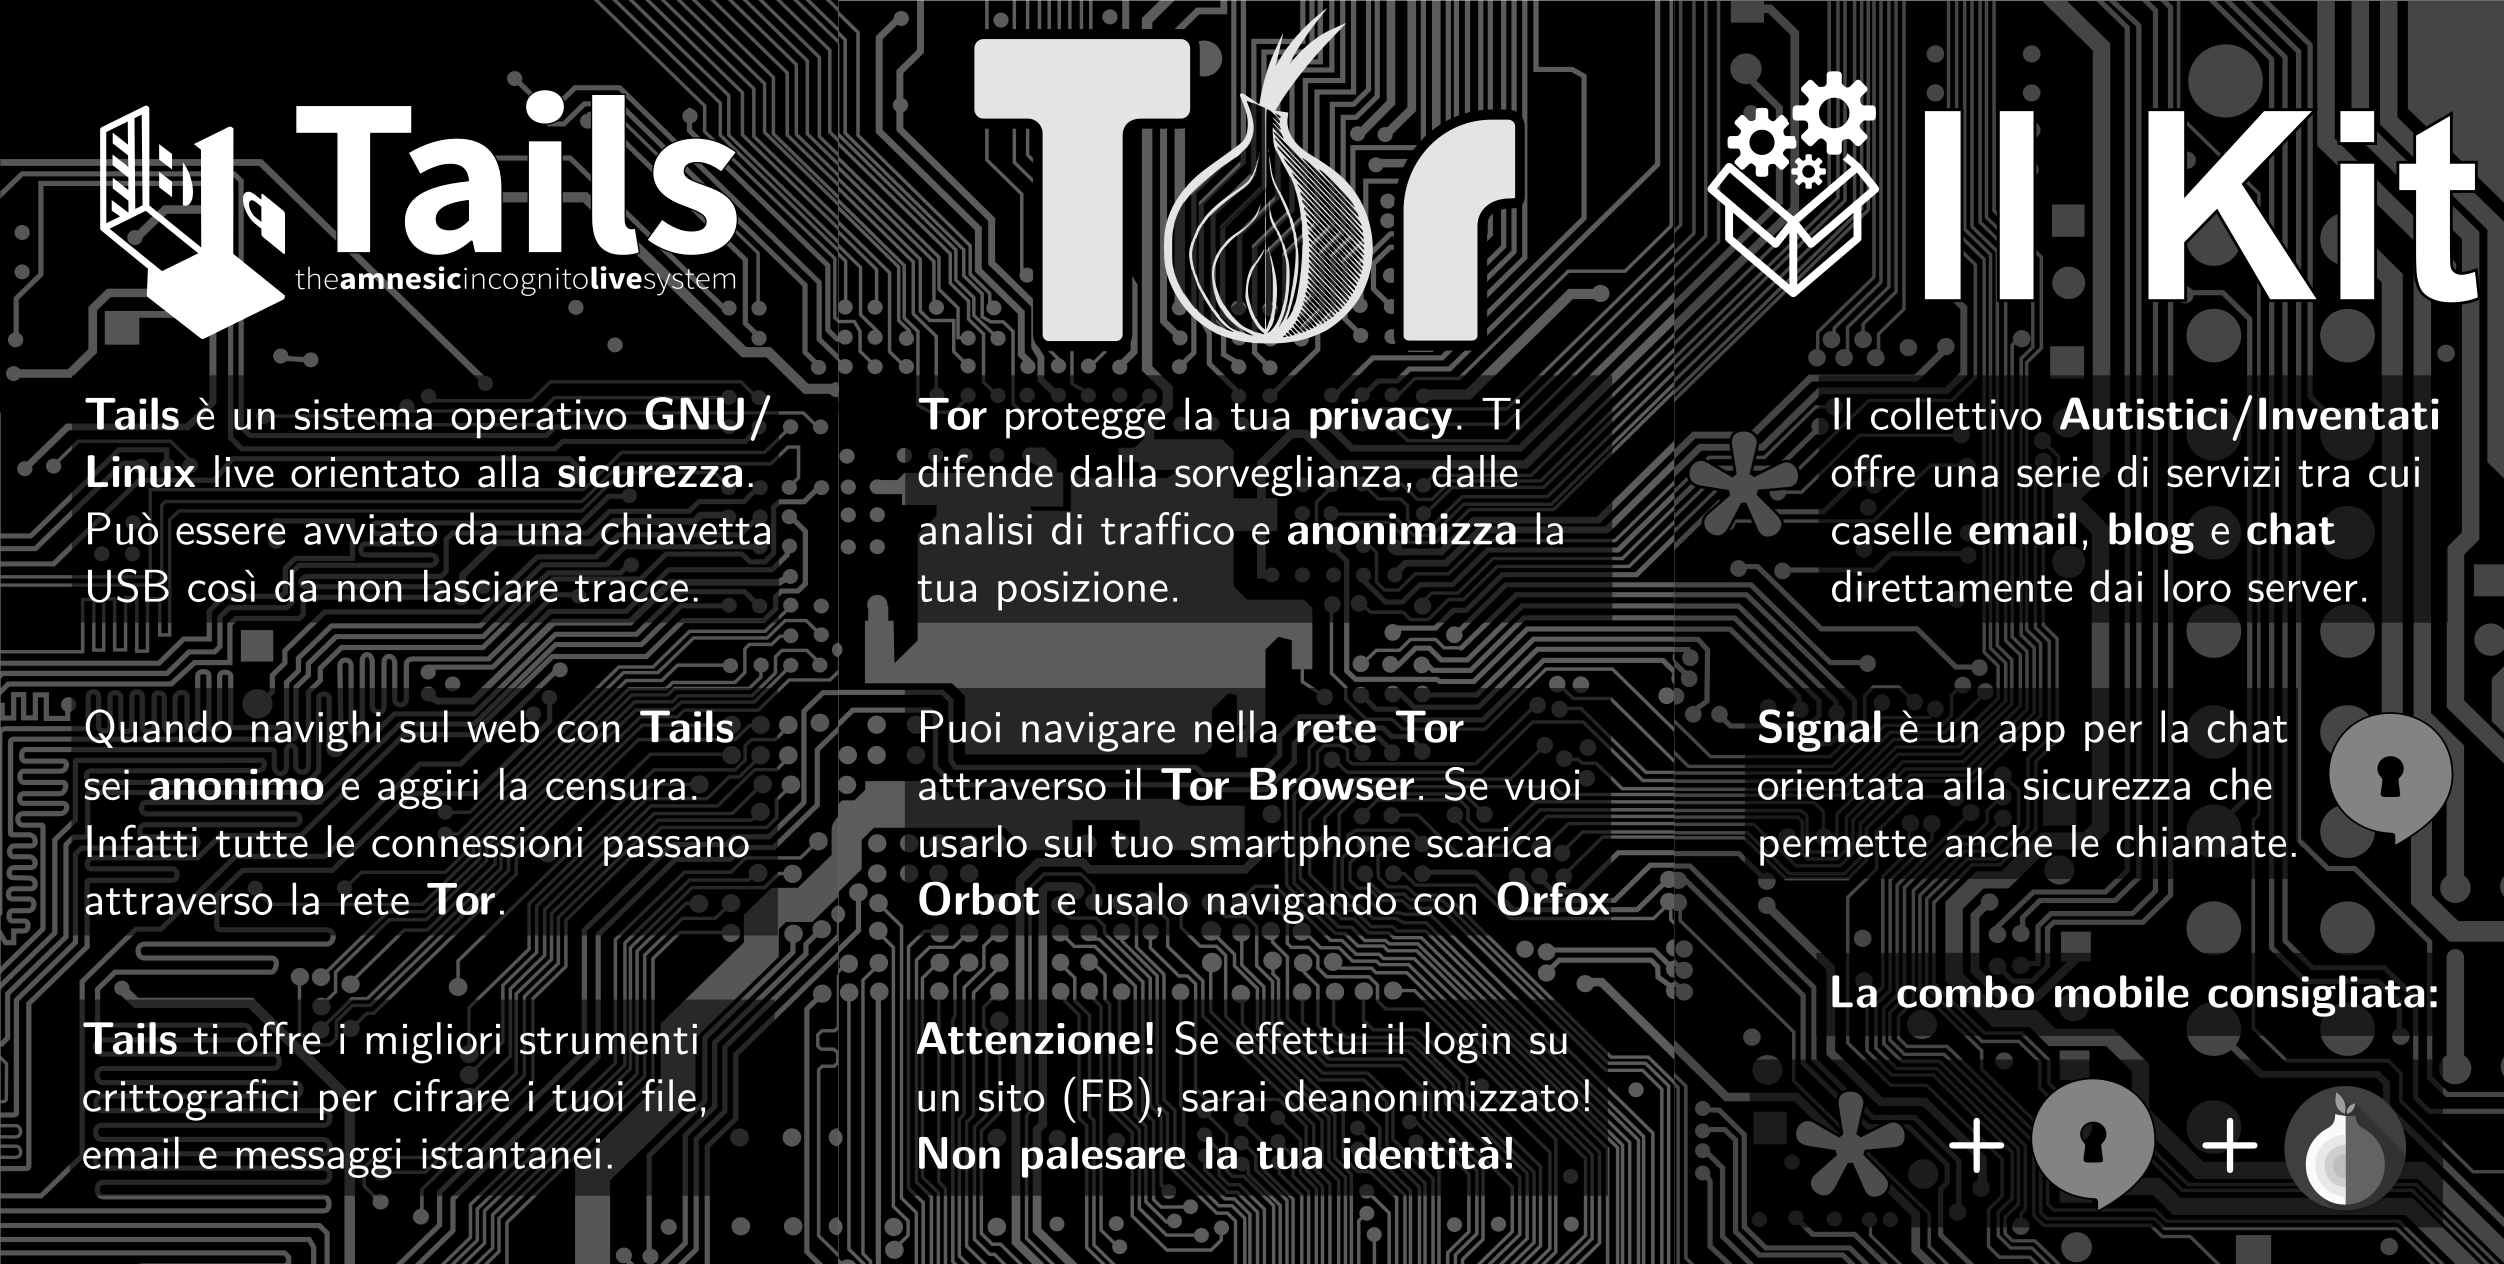 Tails
theamnesicincognitolivesystem
Tails è un sistema operativo GNU/
Linux live orientato alla sicurezza.
Può essere avviato da una chiavetta
USB così da non lasciare tracce.
Quando navighi sul web con Tails
sei anonimo e aggiri la censura.
Infatti tutte le connessioni passano
attraverso la rete Tor.
Tails ti offre i migliori strumenti
crittografici per cifrare i tuoi file,
email e messaggi istantanei.
Tor
Tor protegge la tua privacy. Ti
difende dalla sorveglianza, dalle
analisi di traffico e anonimizza la
tua posizione.
Puoi navigare nella rete Tor
attraverso il Tor Browser. Se vuoi
usarlo sul tuo smartphone scarica
Orbot e usalo navigando con Orfox
Attenzione! Se effettui il login su
un sito (FB), sarai deanonimizzato!
Non palesare la tua identità!
Il Kit
Il collettivo Autistici/Inventati
offre una serie di servizi tra cui
caselle email, blog e chat
direttamente dai loro server.
Signal è un app per la chat
orientata alla sicurezza che
permette anche le chiamate.
La combo mobile consigliata:
+ +